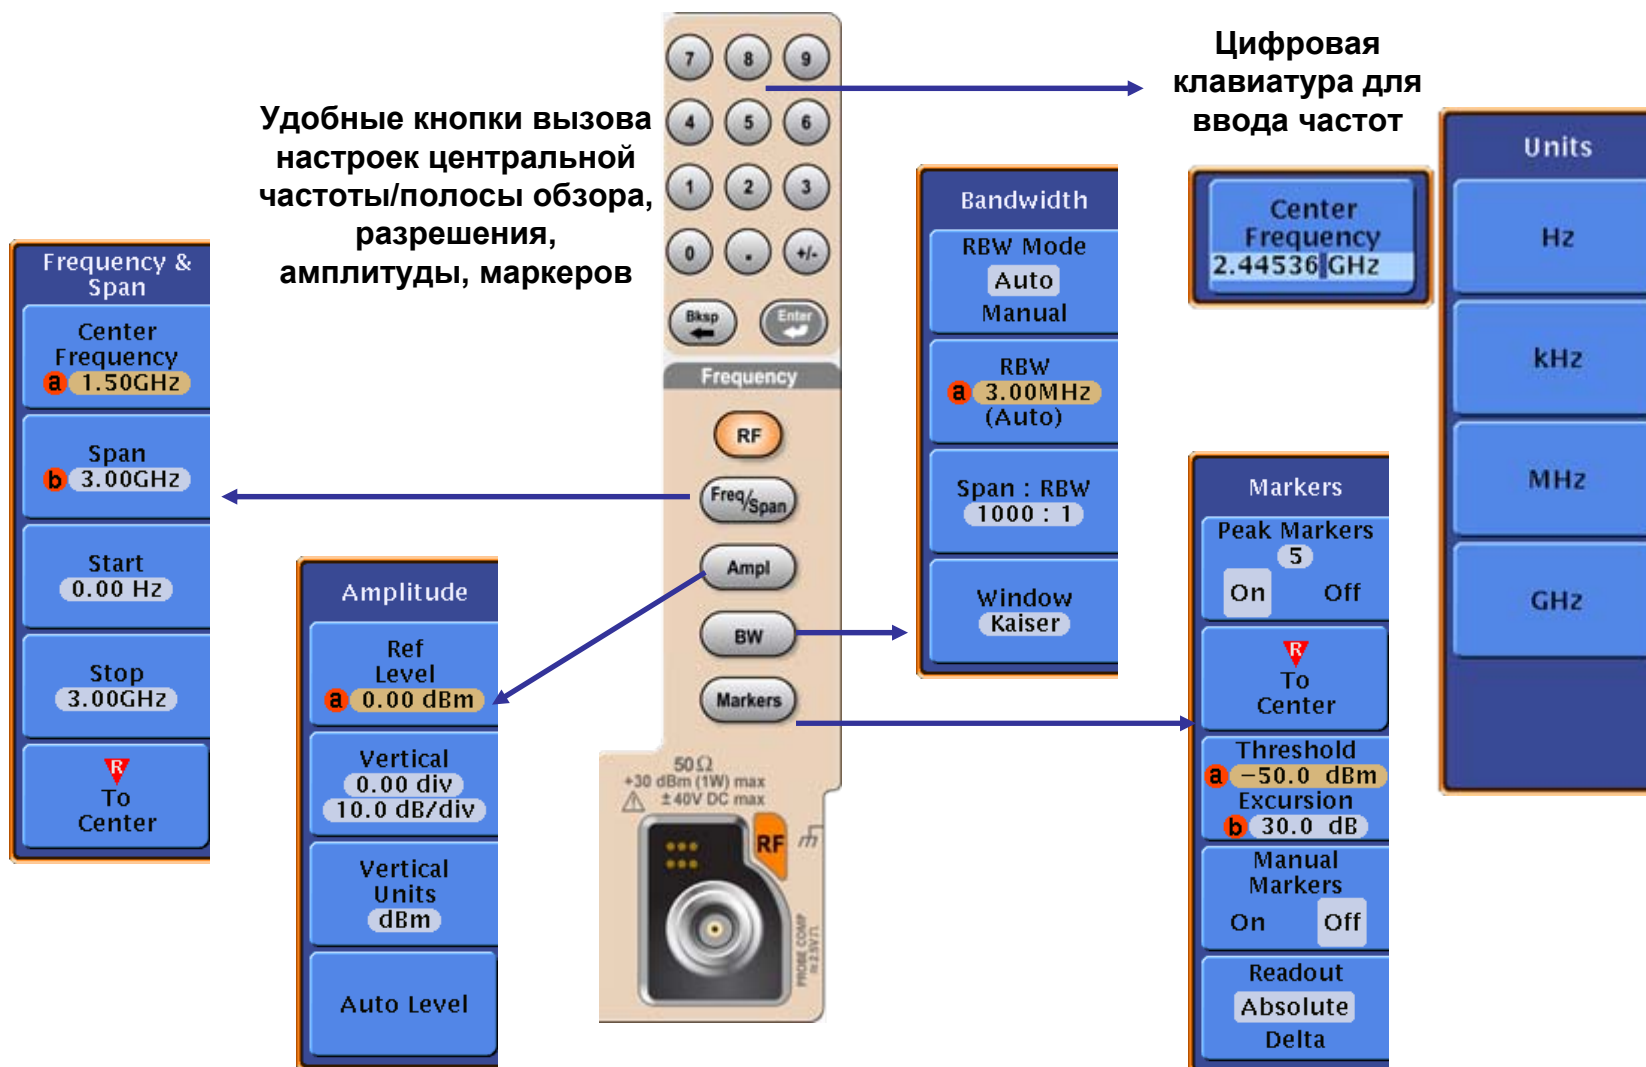 Удобные кнопки вызова
настроек центральной
частоты/полосы обзора,
разрешения,
амплитуды, маркеров
Цифровая
клавиатура для
ввода частот
7 8 9
4 5 6
1 2 3
0 . +/-
Bksp Enter
Frequency
RF
Freq/Span
Ampl
BW
Markers
50Ω
+30 dBm (1W) max
±40V DC max
RF
PROBE COMP
≈2.5V
Frequency &
Span
Center
Frequency
a 1.50GHz
Span
b 3.00GHz
Start
0.00 Hz
Stop
3.00GHz
R
To
Center
Amplitude
Ref
Level
a 0.00 dBm
Vertical
0.00 div
10.0 dB/div
Vertical
Units
dBm
Auto Level
Bandwidth
RBW Mode
Auto
Manual
RBW
a 3.00MHz
(Auto)
Span : RBW
1000 : 1
Window
Kaiser
Center
Frequency
2.44536 GHz
Markers
Peak Markers
5
On Off
R
To
Center
Threshold
a −50.0 dBm
Excursion
b 30.0 dB
Manual
Markers
On Off
Readout
Absolute
Delta
Units
Hz
kHz
MHz
GHz